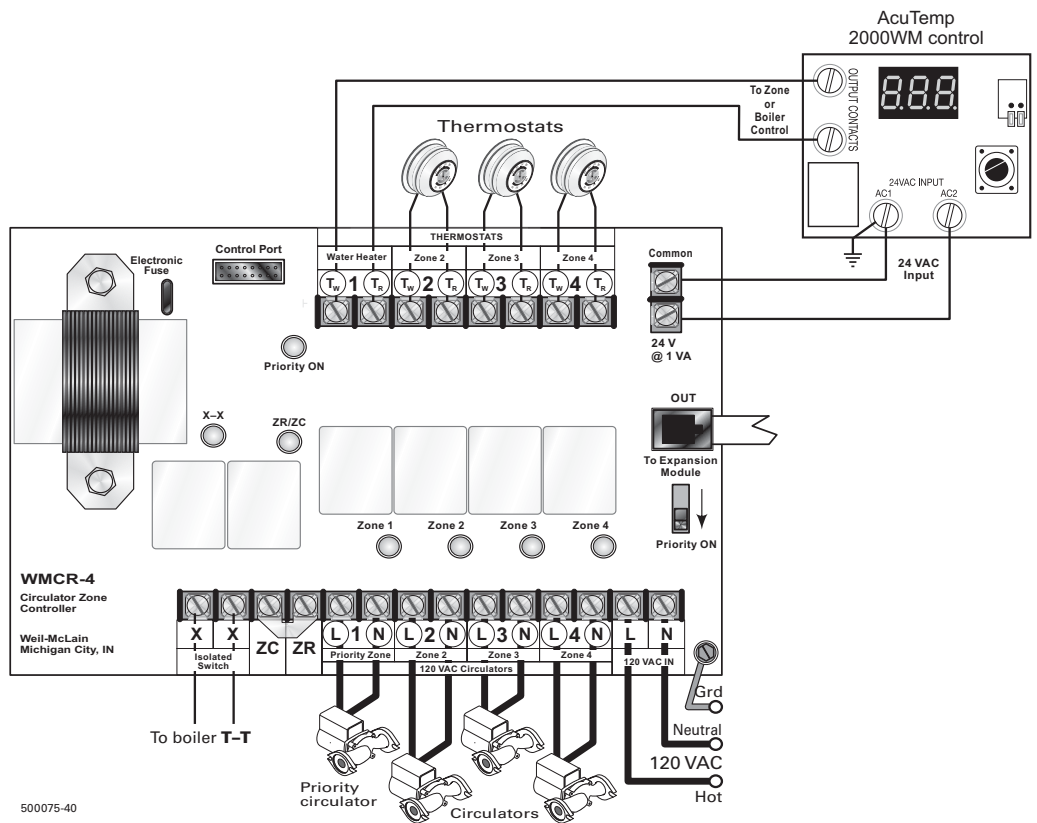 AcuTemp
2000WM control
To Zone
or
Boiler
Control
OUTPUT CONTACTS
8.8.8.
24VAC INPUT
AC1
AC2
24 VAC
Input
Thermostats
THERMOSTATS
Water Heater
Zone 2
Zone 3
Zone 4
TW 1 TR
TW 2 TR
TW 3 TR
TW 4 TR
Electronic
Fuse
Control Port
Common
24 V
@ 1 VA
Priority ON
X–X
ZR/ZC
OUT
To Expansion
Module
Priority ON
Zone 1
Zone 2
Zone 3
Zone 4
WMCR-4
Circulator Zone
Controller
Weil-McLain
Michigan City, IN
X
X
Isolated
Switch
ZC
ZR
L 1 N
L 2 N
L 3 N
L 4 N
L
N
Priority Zone
Zone 2
Zone 3
Zone 4
120 VAC IN
120 VAC Circulators
Grd
Neutral
120 VAC
Hot
To boiler T–T
Priority
circulator
Circulators
500075-40